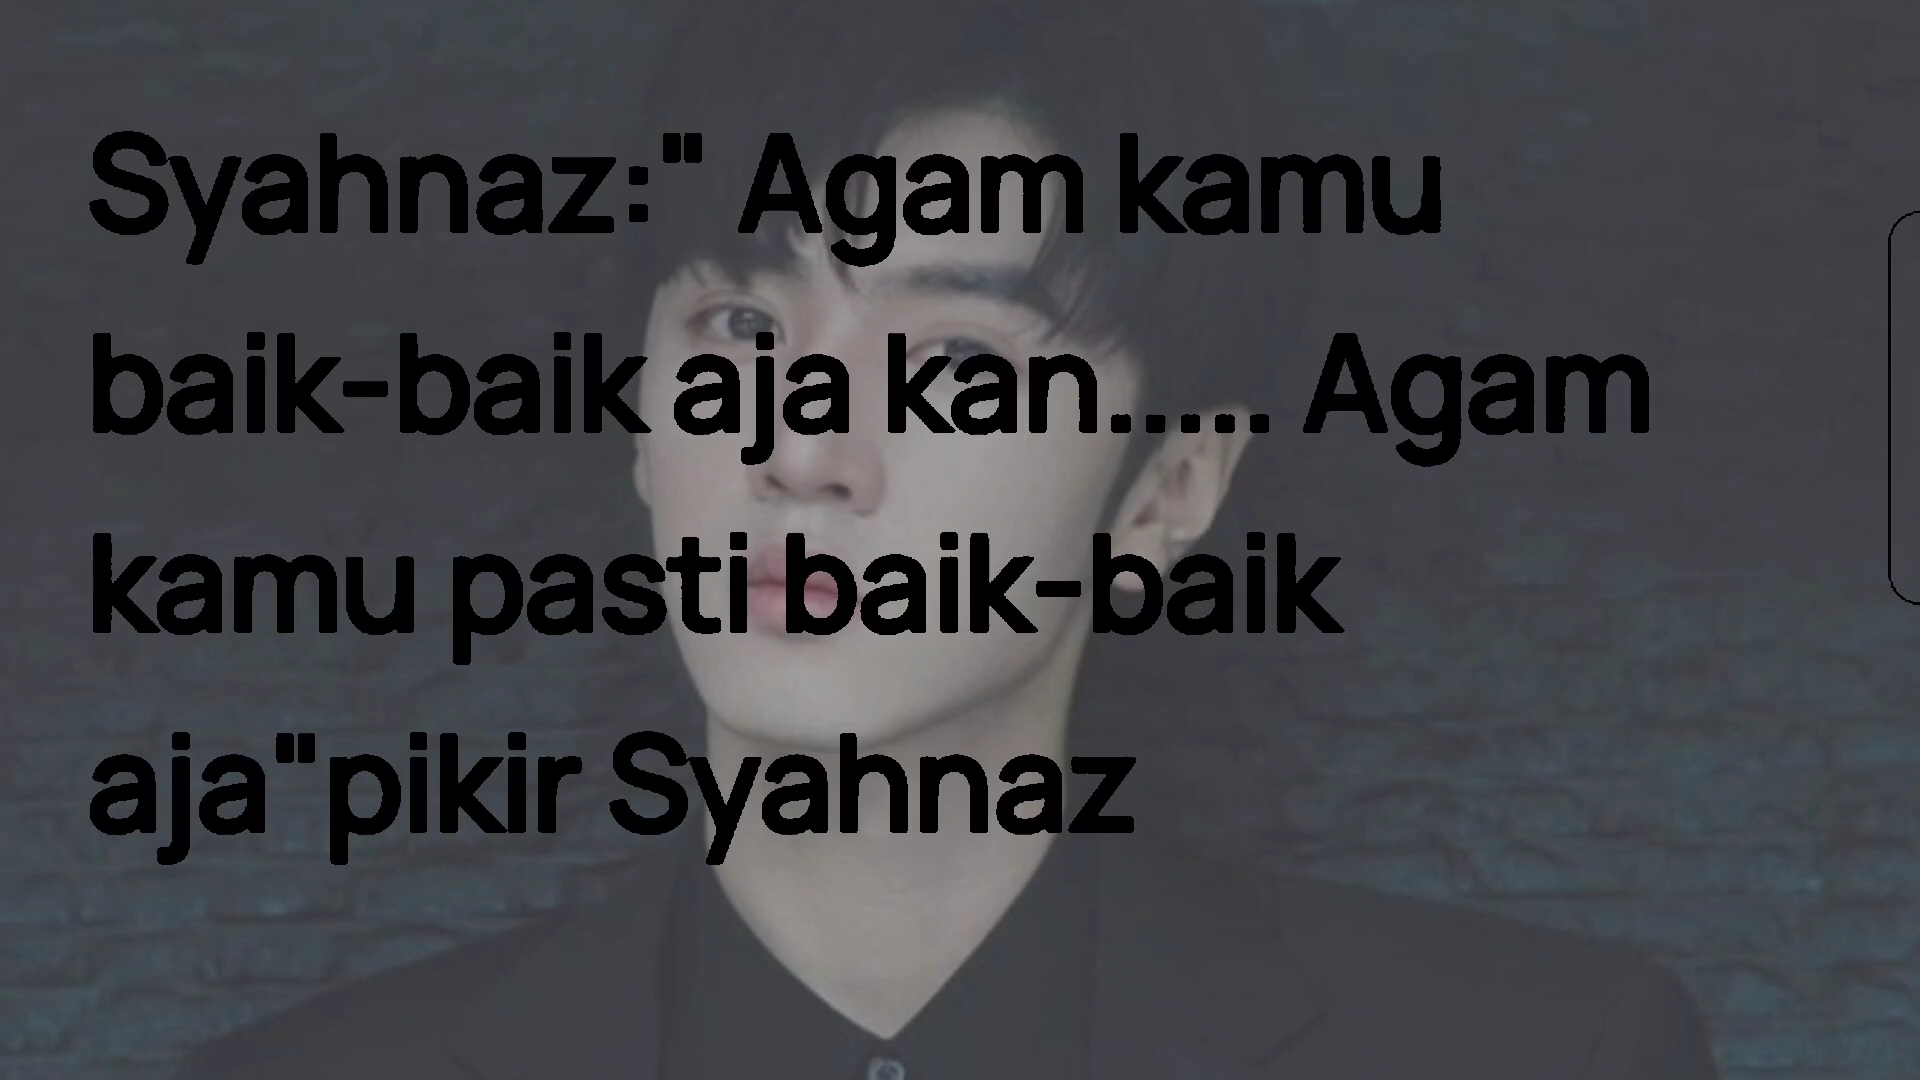 Syahnaz:" Agam kamu
baik-baik aja kan..... Agam
kamu pasti baik-baik
aja"pikir Syahnaz